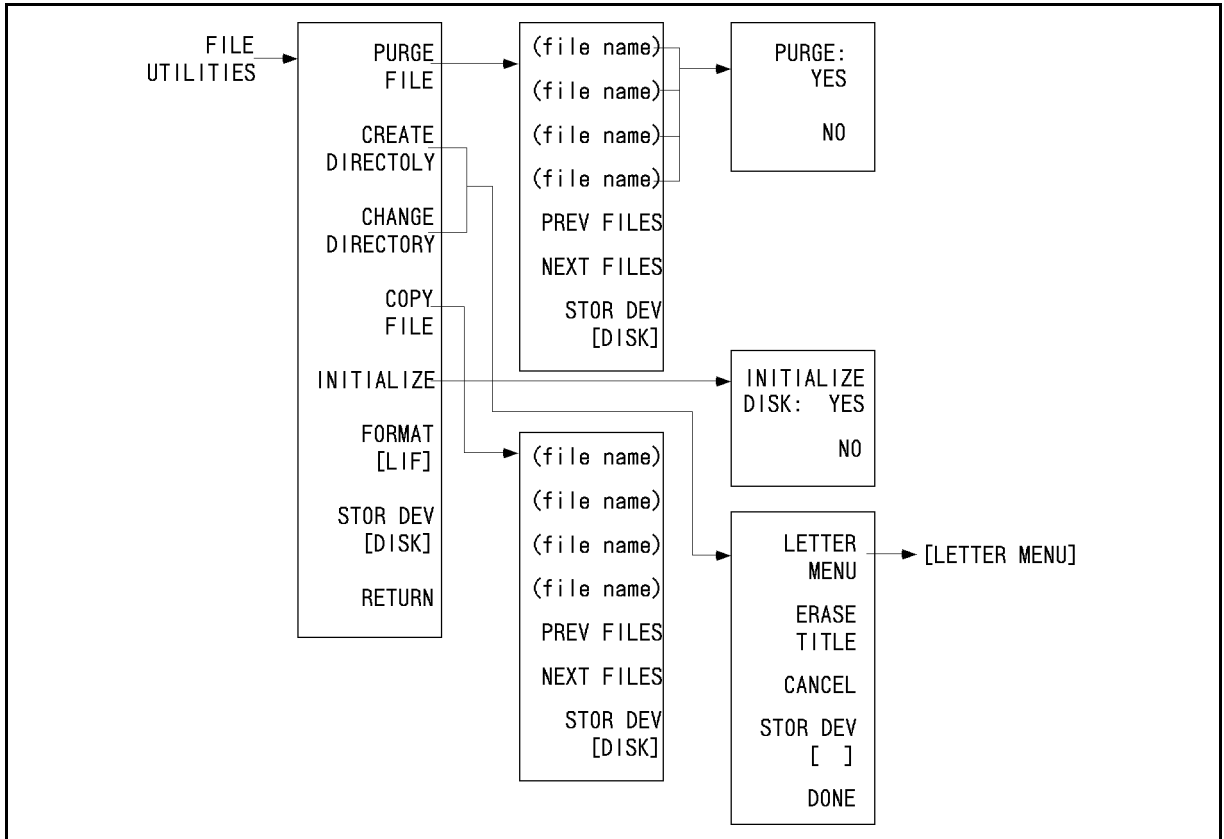 FILE
UTILITIES
PURGE
FILE
CREATE
DIRECTOLY
CHANGE
DIRECTORY
COPY
FILE
INITIALIZE
FORMAT
[LIF]
STOR DEV
[DISK]
RETURN
(file name)
(file name)
(file name)
(file name)
PREV FILES
NEXT FILES
STOR DEV
[DISK]
PURGE:
YES
NO
(file name)
(file name)
(file name)
(file name)
PREV FILES
NEXT FILES
STOR DEV
[DISK]
INITIALIZE
DISK: YES
NO
LETTER
MENU
ERASE
TITLE
CANCEL
STOR DEV
[ ]
DONE
[LETTER MENU]